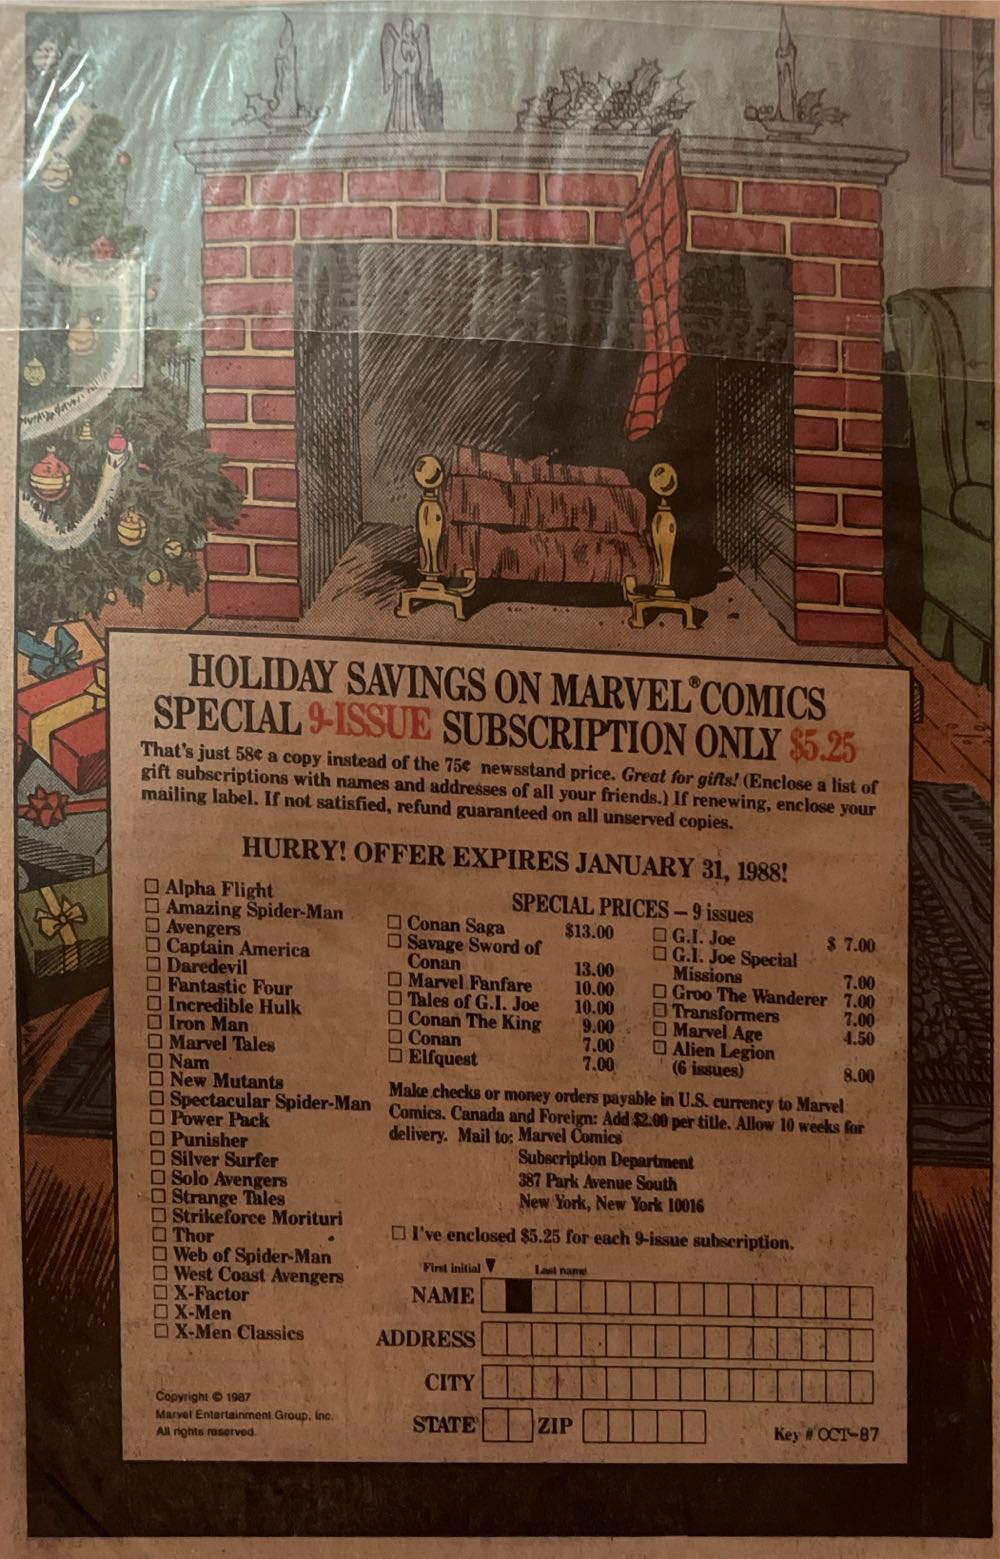 HOLIDAY SAVINGS ON MARVEL® COMICS
SPECIAL 9-ISSUE SUBSCRIPTION ONLY $5.25
That's just 58¢ a copy instead of the 75¢ newsstand price. Great for gifts! (Enclose a list of
gift subscriptions with names and addresses of all your friends.) If renewing, enclose your
mailing label. If not satisfied, refund guaranteed on all unserved copies.
HURRY! OFFER EXPIRES JANUARY 31, 1988!
☐ Alpha Flight
☐ Amazing Spider-Man
☐ Avengers
☐ Captain America
☐ Daredevil
☐ Fantastic Four
☐ Incredible Hulk
☐ Iron Man
☐ Marvel Tales
☐ Nam
☐ New Mutants
☐ Spectacular Spider-Man
☐ Power Pack
☐ Punisher
☐ Silver Surfer
☐ Solo Avengers
☐ Strange Tales
☐ Strikeforce Morituri
☐ Thor
☐ Web of Spider-Man
☐ West Coast Avengers
☐ X-Factor
☐ X-Men
☐ X-Men Classics
SPECIAL PRICES – 9 issues
☐ Conan Saga $13.00
☐ Savage Sword of
Conan 13.00
☐ Marvel Fanfare 10.00
☐ Tales of G.I. Joe 10.00
☐ Conan The King 9.00
☐ Conan 7.00
☐ Elfquest 7.00
☐ G.I. Joe $ 7.00
☐ G.I. Joe Special
Missions 7.00
☐ Groo The Wanderer 7.00
☐ Transformers 7.00
☐ Marvel Age 4.50
☐ Alien Legion
(6 issues) 8.00
Make checks or money orders payable in U.S. currency to Marvel
Comics. Canada and Foreign: Add $2.00 per title. Allow 10 weeks for
delivery. Mail to: Marvel Comics
Subscription Department
387 Park Avenue South
New York, New York 10016
☐ I've enclosed $5.25 for each 9-issue subscription.
First initial ▼ Last name
NAME
ADDRESS
CITY
STATE ZIP
Copyright © 1987
Marvel Entertainment Group, Inc.
All rights reserved.
Key # OCT-87